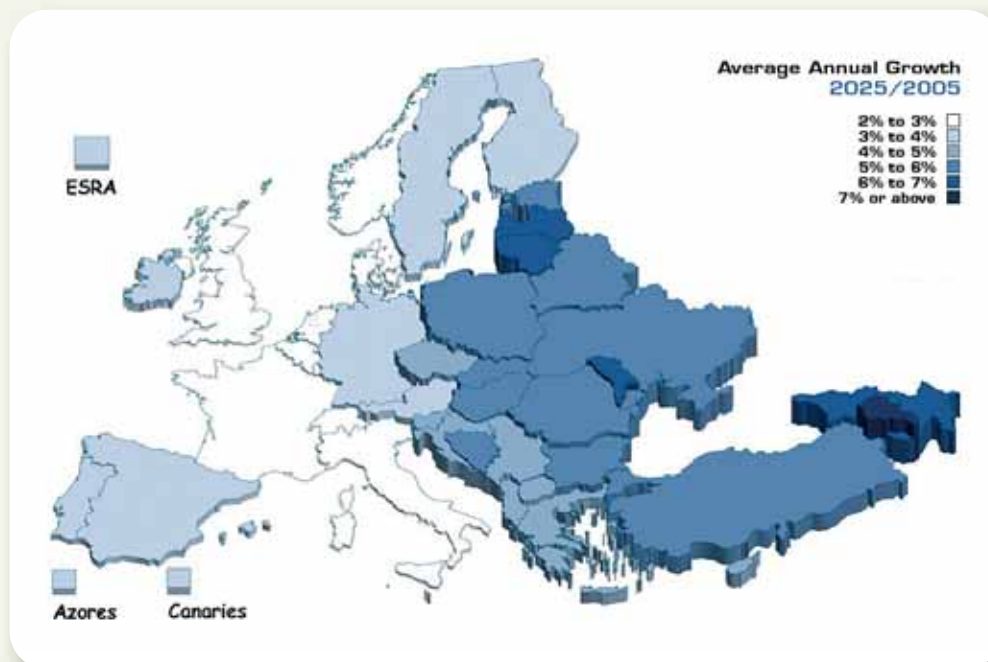 Average Annual Growth
2025/2005
2% to 3%
3% to 4%
4% to 5%
5% to 6%
6% to 7%
7% or above
ESRA
Azores
Canaries